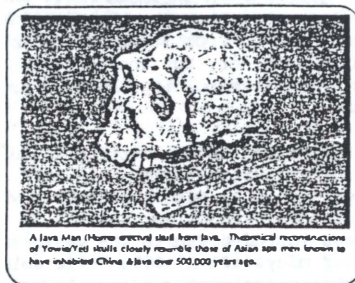 A Java Man (Homo erectus) skull from Java. Theoretical reconstructions
of Yowie/Yeti skulls closely resemble those of Asian ape men known to
have inhabited China & Java over 500,000 years ago.